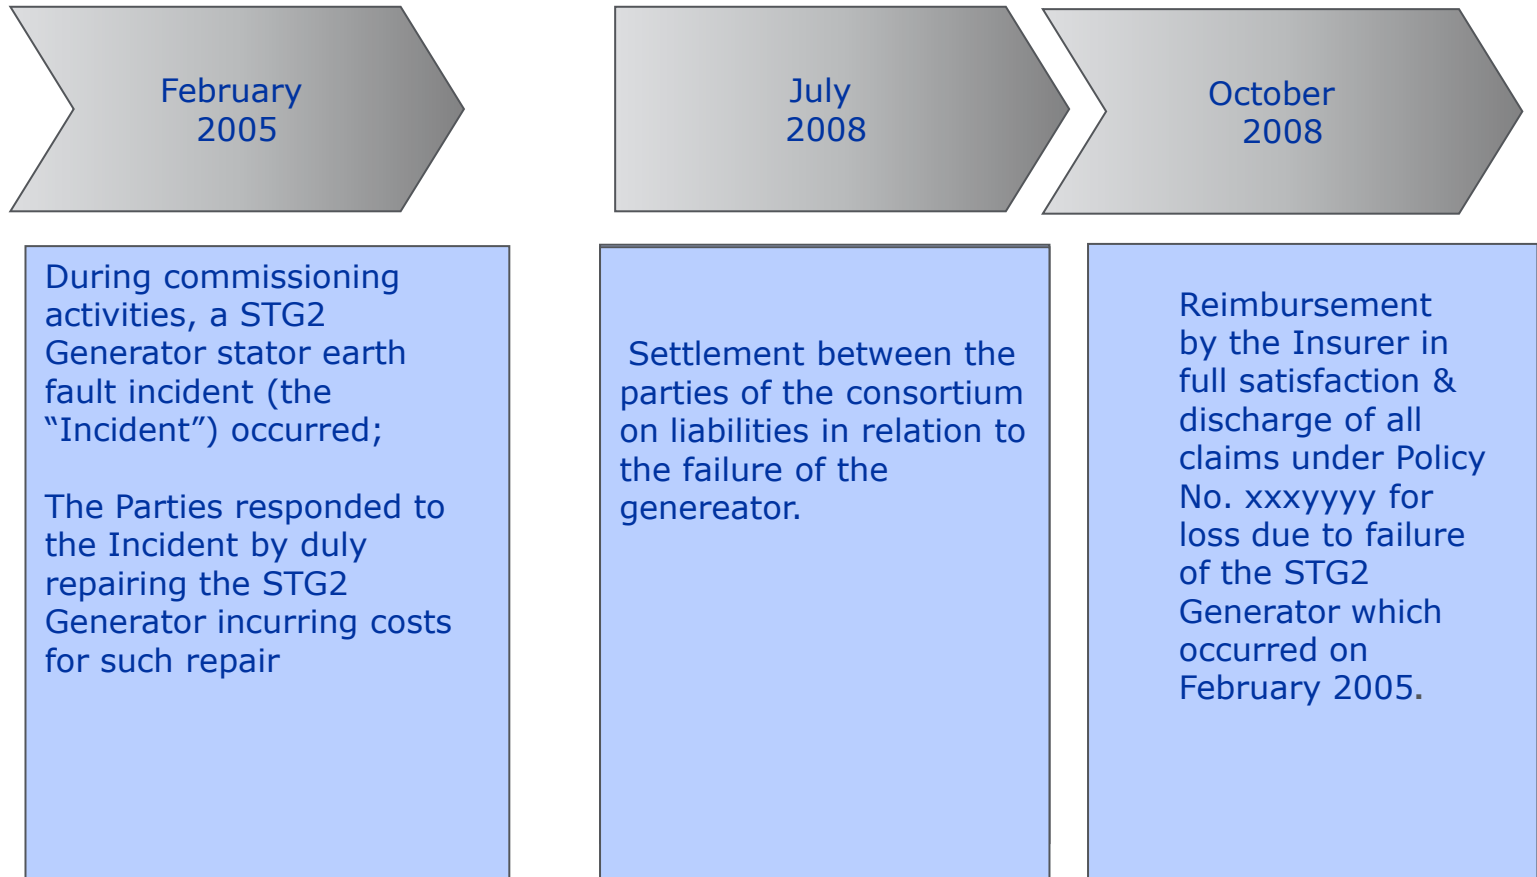 February
2005
July
2008
October
2008
During commissioning
activities, a STG2
Generator stator earth
fault incident (the
“Incident”) occurred;
The Parties responded to
the Incident by duly
repairing the STG2
Generator incurring costs
for such repair
Settlement between the
parties of the consortium
on liabilities in relation to
the failure of the
genereator.
Reimbursement
by the Insurer in
full satisfaction &
discharge of all
claims under Policy
No. xxxyyyy for
loss due to failure
of the STG2
Generator which
occurred on
February 2005.